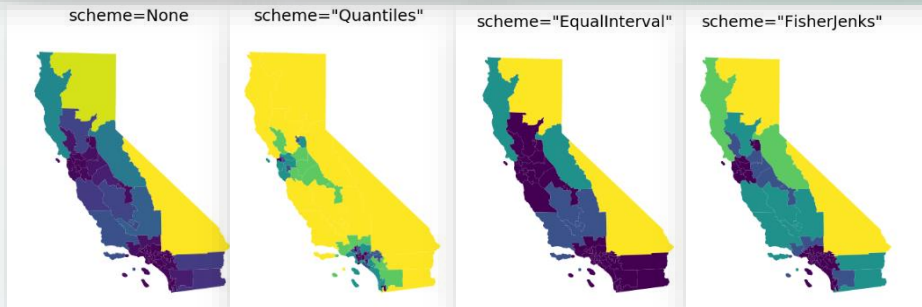 scheme=None
scheme="Quantiles"
scheme="EqualInterval"
scheme="FisherJenks"